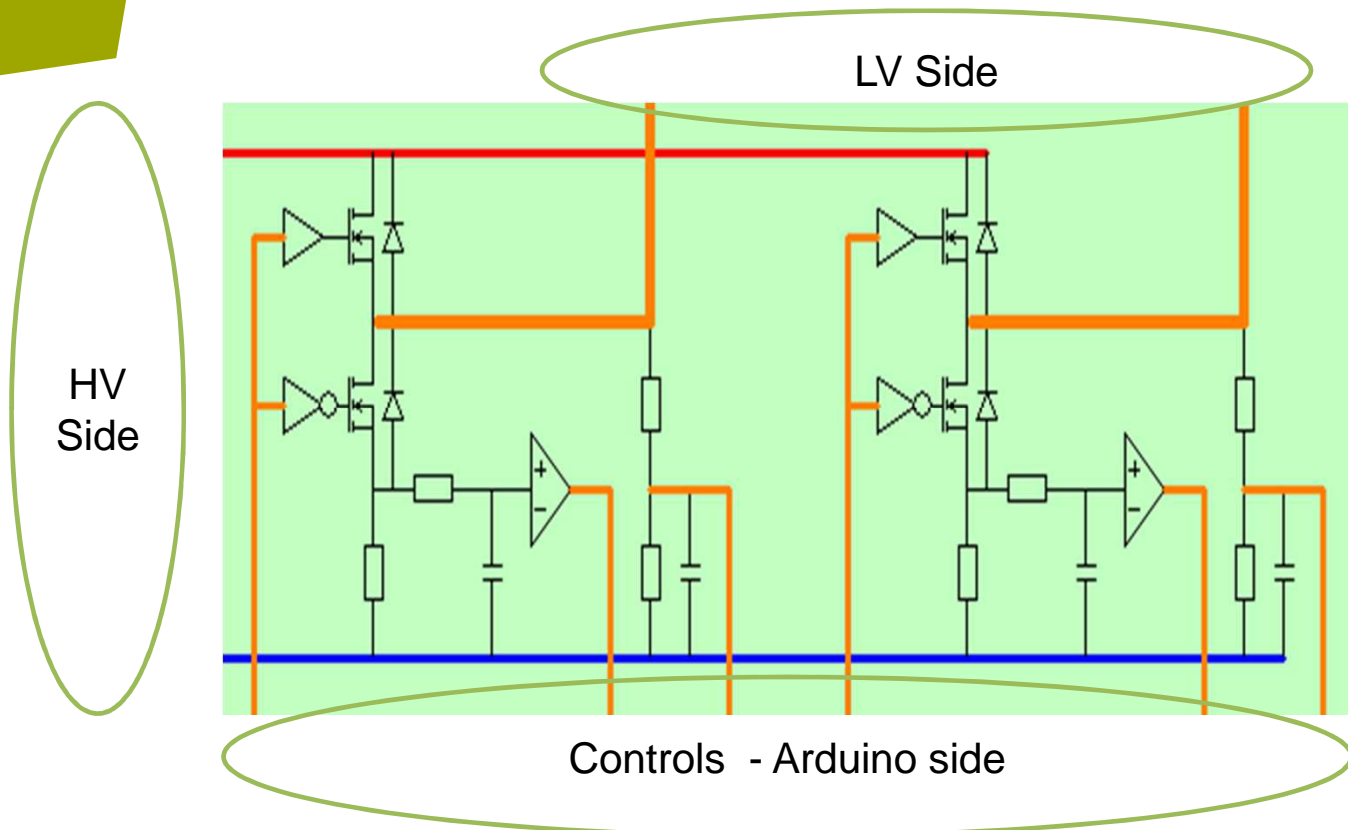 LV Side
HV
Side
+
−
+
−
Controls - Arduino side